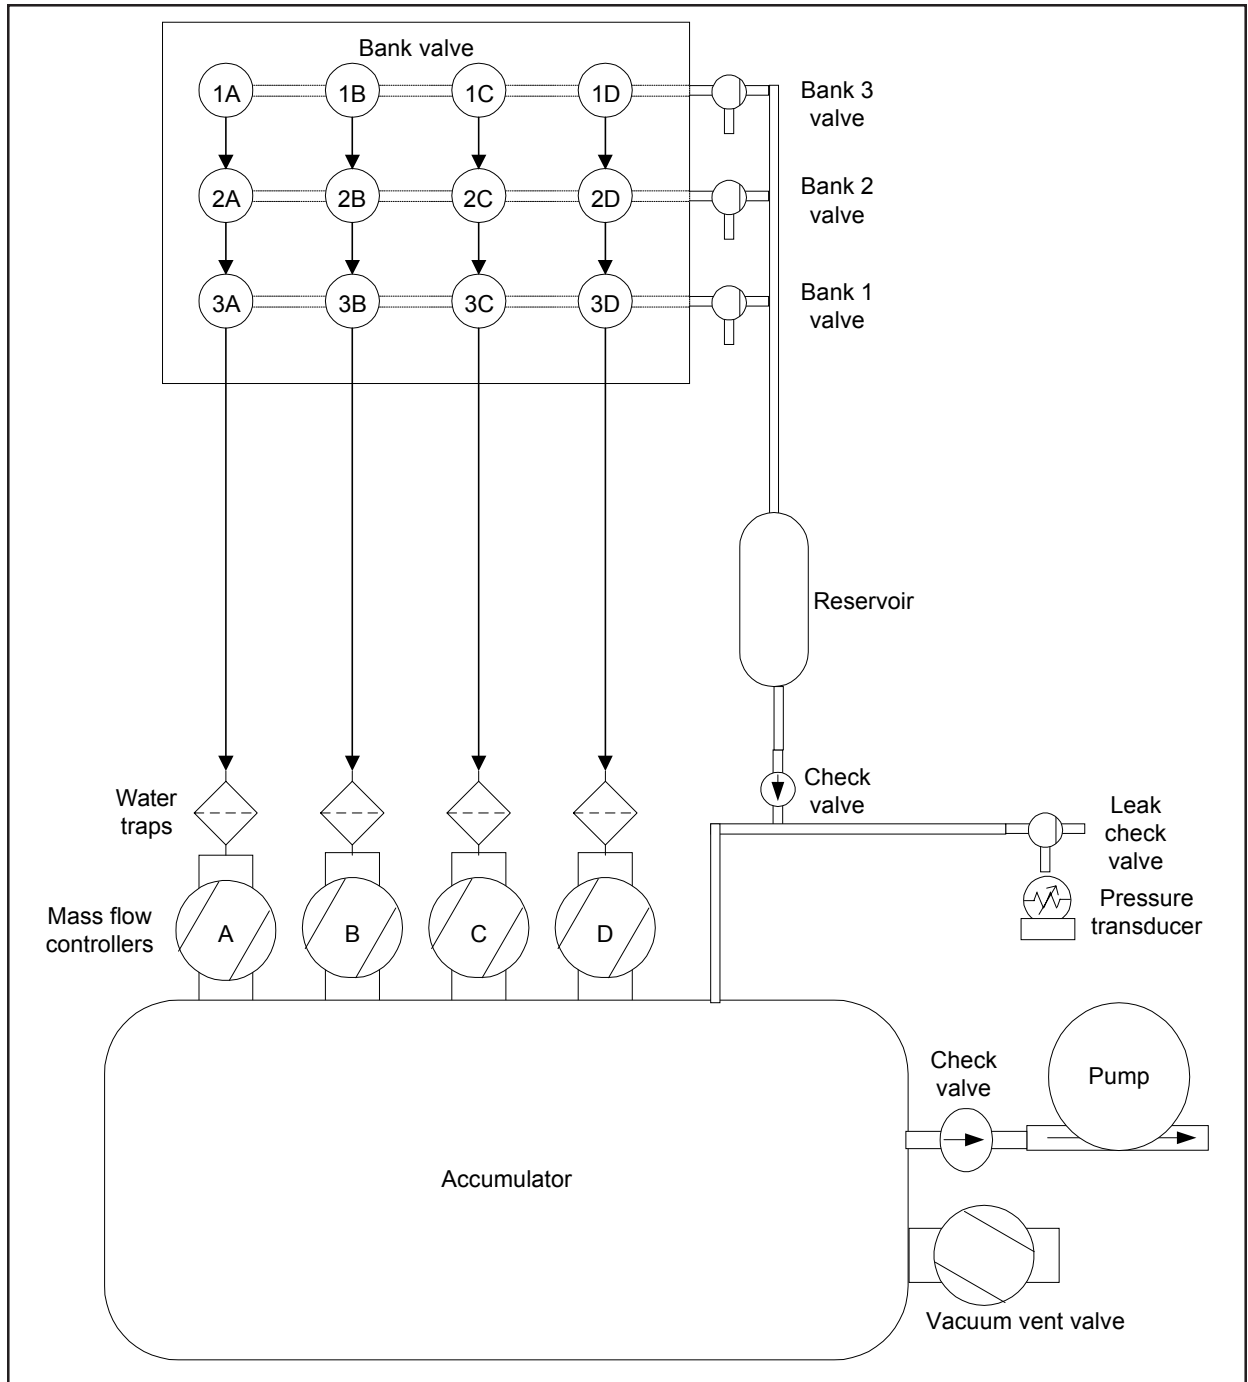 Bank valve
1A
1B
1C
1D
Bank 3
valve
2A
2B
2C
2D
Bank 2
valve
3A
3B
3C
3D
Bank 1
valve
Reservoir
Check
valve
Water
traps
Leak
check
valve
Mass flow
controllers
A
B
C
D
Pressure
transducer
Check
valve
Pump
Accumulator
Vacuum vent valve